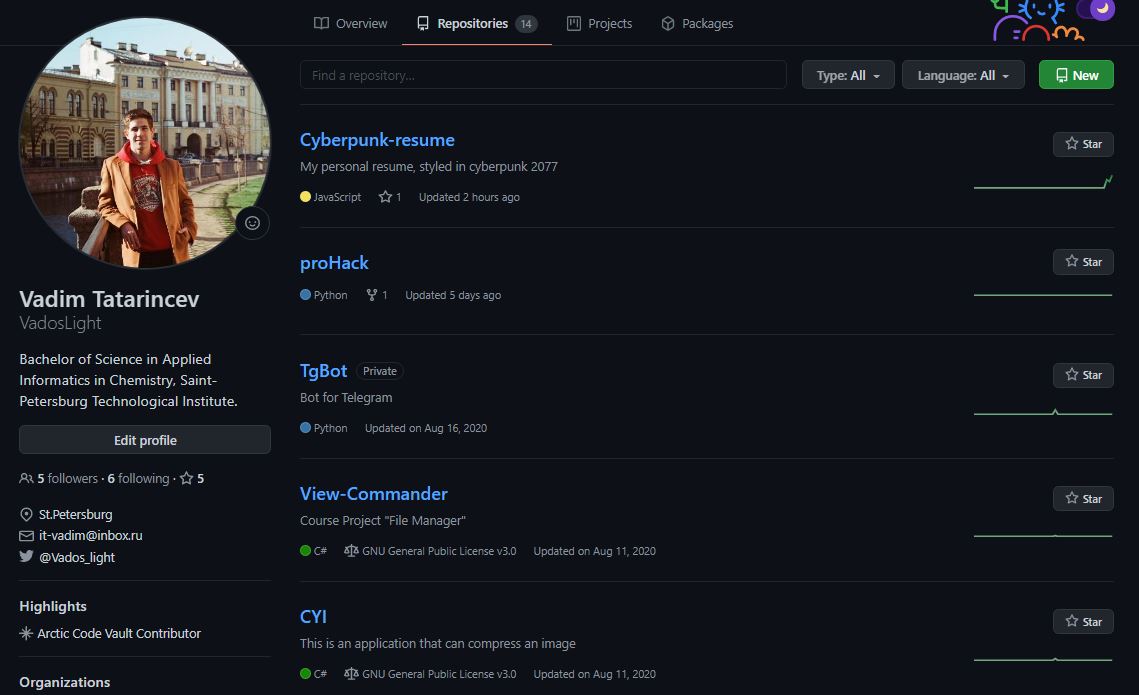 Overview Repositories 14 Projects Packages
Find a repository... Type: All Language: All New
Vadim Tatarincev
VadosLight
Bachelor of Science in Applied
Informatics in Chemistry, Saint-
Petersburg Technological Institute.
Edit profile
5 followers · 6 following · 5
St.Petersburg
it-vadim@inbox.ru
@Vados_light
Highlights
Arctic Code Vault Contributor
Organizations
Cyberpunk-resume
Star
My personal resume, styled in cyberpunk 2077
JavaScript 1 Updated 2 hours ago
proHack
Star
Python 1 Updated 5 days ago
TgBot Private
Star
Bot for Telegram
Python Updated on Aug 16, 2020
View-Commander
Star
Course Project "File Manager"
C# GNU General Public License v3.0 Updated on Aug 11, 2020
CYI
Star
This is an application that can compress an image
C# GNU General Public License v3.0 Updated on Aug 11, 2020